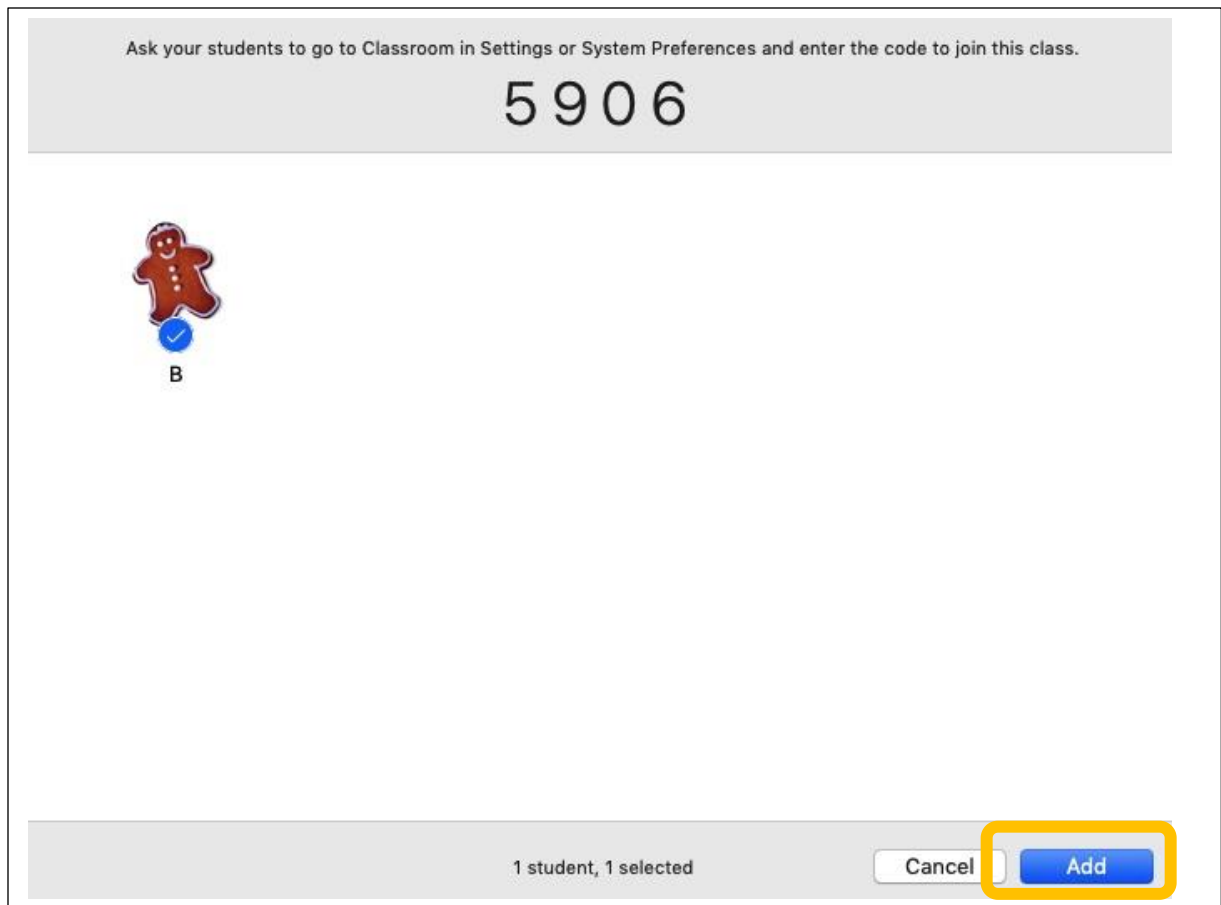 Ask your students to go to Classroom in Settings or System Preferences and enter the code to join this class.
5906
B
1 student, 1 selected
Cancel
Add